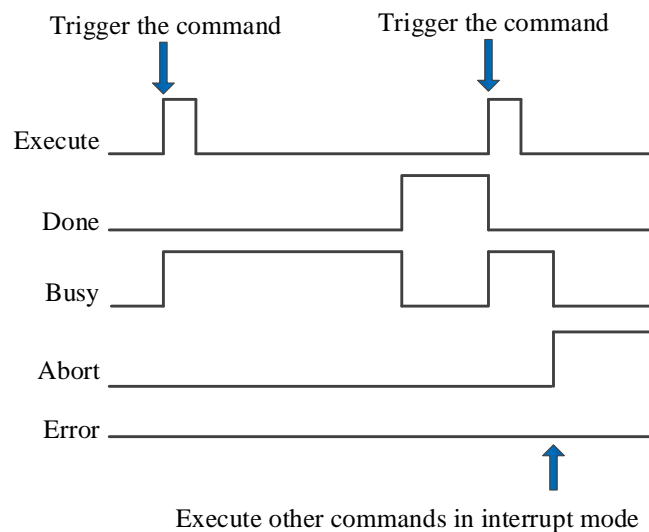 Trigger the command
Trigger the command
Execute
Done
Busy
Abort
Error
Execute other commands in interrupt mode